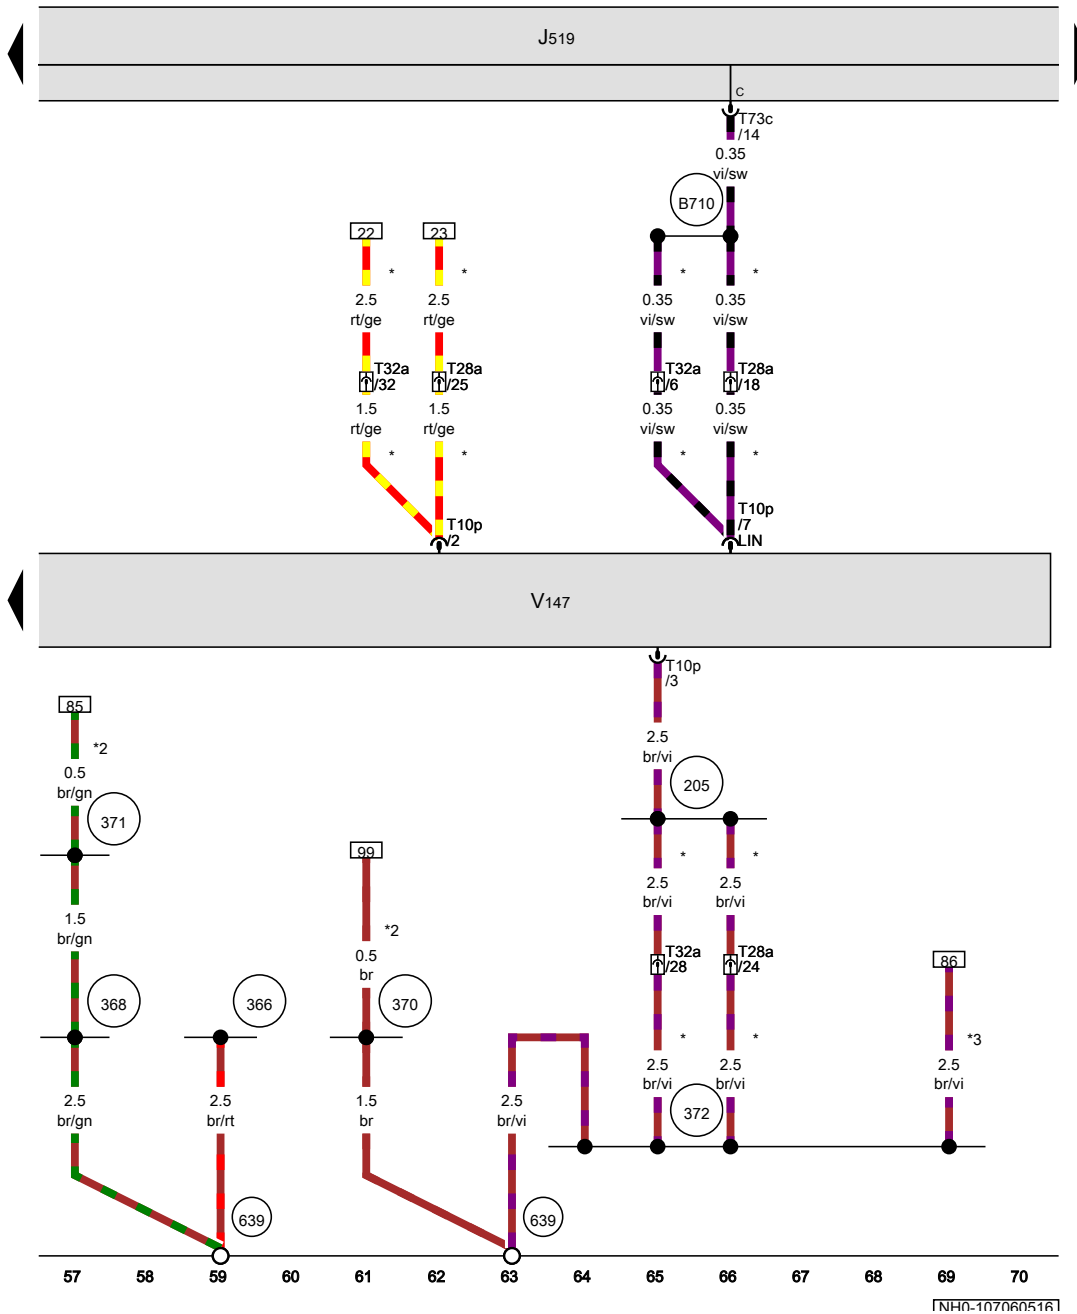 J519
C
T73c
/14
0.35
vi/sw
B710
22
23
*
*
*
*
2.5
rt/ge
2.5
rt/ge
0.35
vi/sw
0.35
vi/sw
T32a
/32
T28a
/25
T32a
/6
T28a
/18
1.5
rt/ge
1.5
rt/ge
0.35
vi/sw
0.35
vi/sw
*
*
*
*
T10p
/2
T10p
/7
LIN
V147
T10p
/3
85
*2
0.5
br/gn
2.5
br/vi
205
371
99
*
*
2.5
br/vi
2.5
br/vi
1.5
br/gn
*2
0.5
br
T32a
/28
T28a
/24
86
368
366
370
*
*
*3
2.5
br/vi
2.5
br/vi
2.5
br/vi
2.5
br/gn
2.5
br/rt
1.5
br
2.5
br/vi
372
639
639
57 58 59 60 61 62 63 64 65 66 67 68 69 70
NH0-107060516